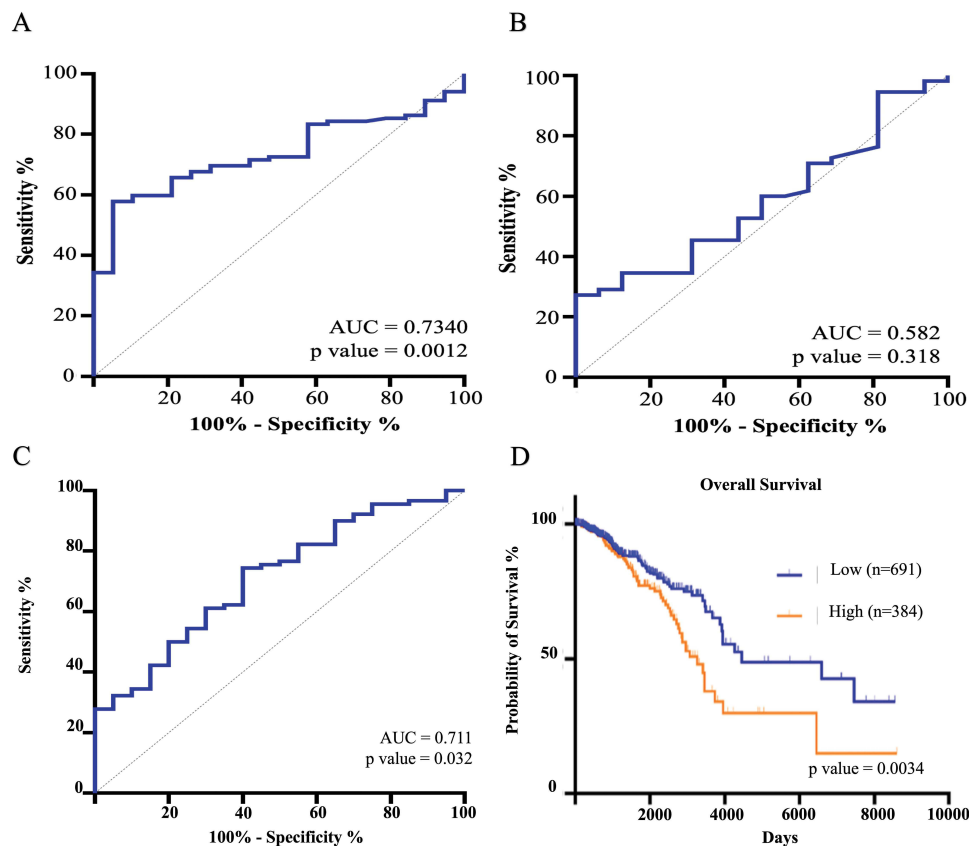 A
100
80
60
40
20
0
Sensitivity %
20
40
60
80
100
100% - Specificity %
AUC = 0.7340
p value = 0.0012
B
100
80
60
40
20
0
Sensitivity %
20
40
60
80
100
100% - Specificity %
AUC = 0.582
p value = 0.318
C
100
80
60
40
20
0
Sensitivity %
20
40
60
80
100
100% - Specificity %
AUC = 0.711
p value = 0.032
D
Overall Survival
100
50
0
Probability of Survival %
Low (n=691)
High (n=384)
p value = 0.0034
2000
4000
6000
8000
10000
Days